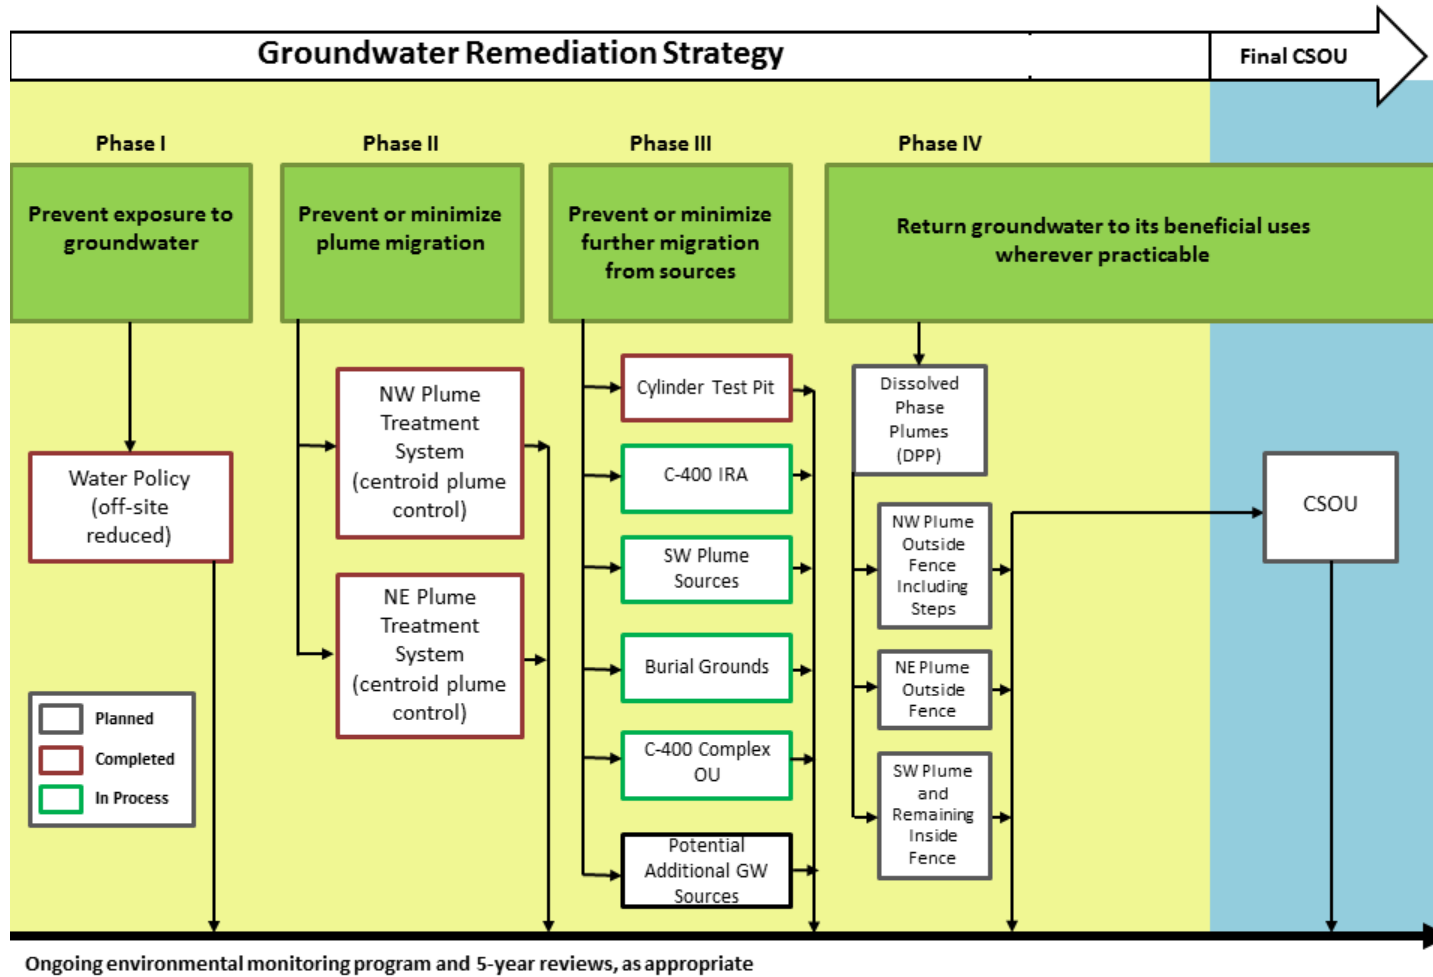 Groundwater Remediation Strategy
Final CSOU
Phase I
Prevent exposure to
groundwater
Water Policy
(off-site
reduced)
Phase II
Prevent or minimize
plume migration
NW Plume
Treatment
System
(centroid plume
control)
NE Plume
Treatment
System
(centroid plume
control)
Phase III
Prevent or minimize
further migration
from sources
Cylinder Test Pit
C-400 IRA
SW Plume
Sources
Burial Grounds
C-400 Complex
OU
Potential
Additional GW
Sources
Phase IV
Return groundwater to its beneficial uses
wherever practicable
Dissolved
Phase
Plumes
(DPP)
NW Plume
Outside
Fence
Including
Steps
NE Plume
Outside
Fence
SW Plume
and
Remaining
Inside
Fence
CSOU
Planned
Completed
In Process
Ongoing environmental monitoring program and 5-year reviews, as appropriate